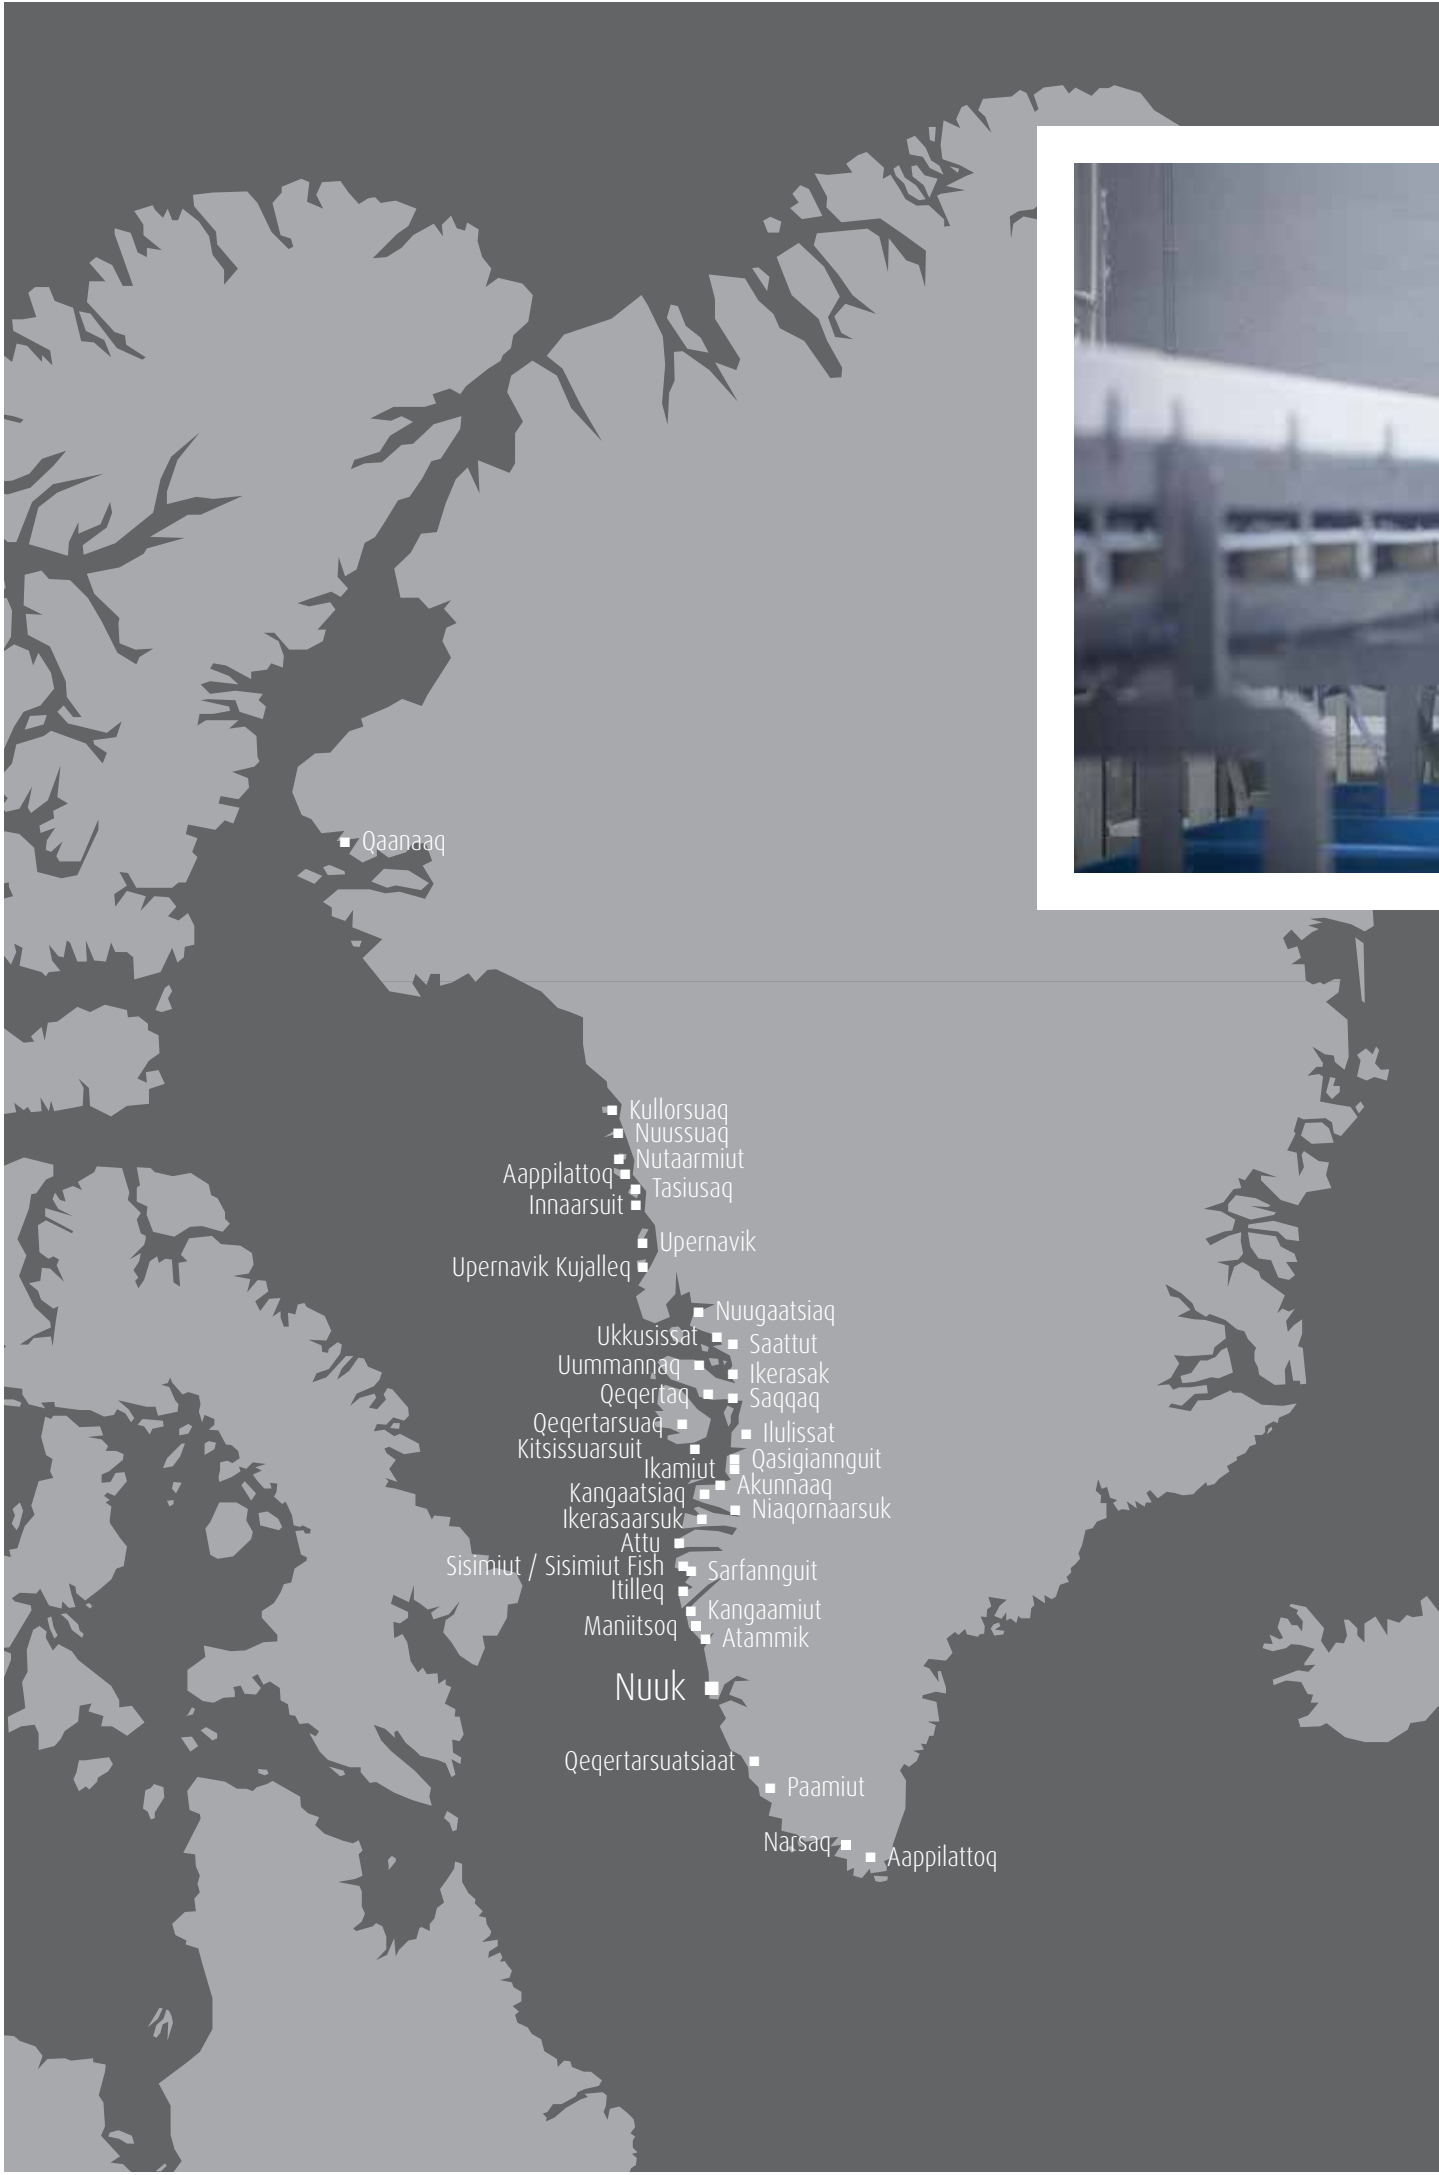 Qaanaaq
Kullorsuaq
Nuussuaq
Nutaarmiut
Aappilattoq
Tasiusaq
Innaarsuit
Upernavik
Upernavik Kujalleq
Nuugaatsiaq
Ukkusissat
Saattut
Uummannaq
Ikerasak
Qeqertaq
Saqqaq
Qeqertarsuaq
Ilulissat
Kitsissuarsuit
Qasigiannguit
Ikamiut
Akunnaaq
Kangaatsiaq
Niaqornaarsuk
Ikerasaarsuk
Attu
Sisimiut / Sisimiut Fish
Sarfannguit
Itilleq
Kangaamiut
Maniitsoq
Atammik
Nuuk
Qeqertarsuatsiaat
Paamiut
Narsaq
Aappilattoq